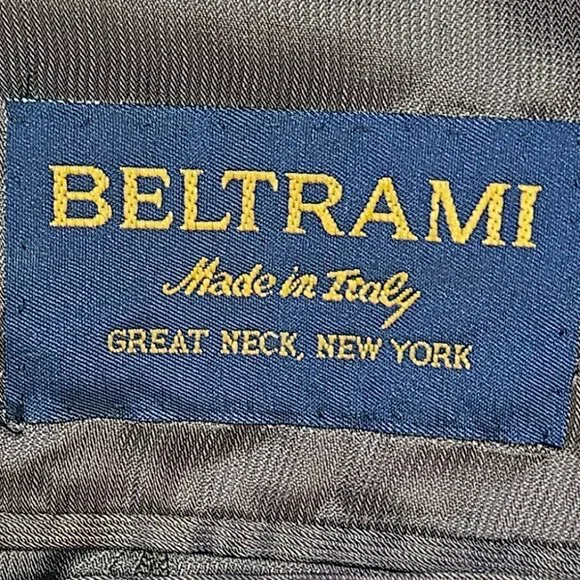 BELTRAMI
Made in Italy
GREAT NECK, NEW YORK